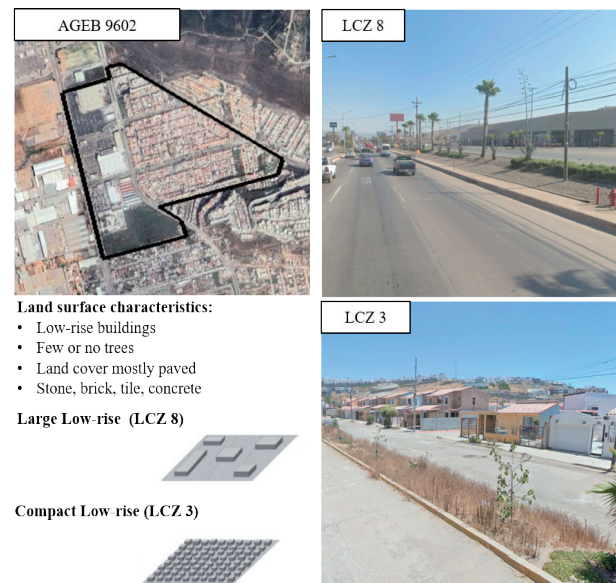 AGEB 9602
LCZ 8
Land surface characteristics:
• Low-rise buildings
• Few or no trees
• Land cover mostly paved
• Stone, brick, tile, concrete
Large Low-rise (LCZ 8)
Compact Low-rise (LCZ 3)
LCZ 3